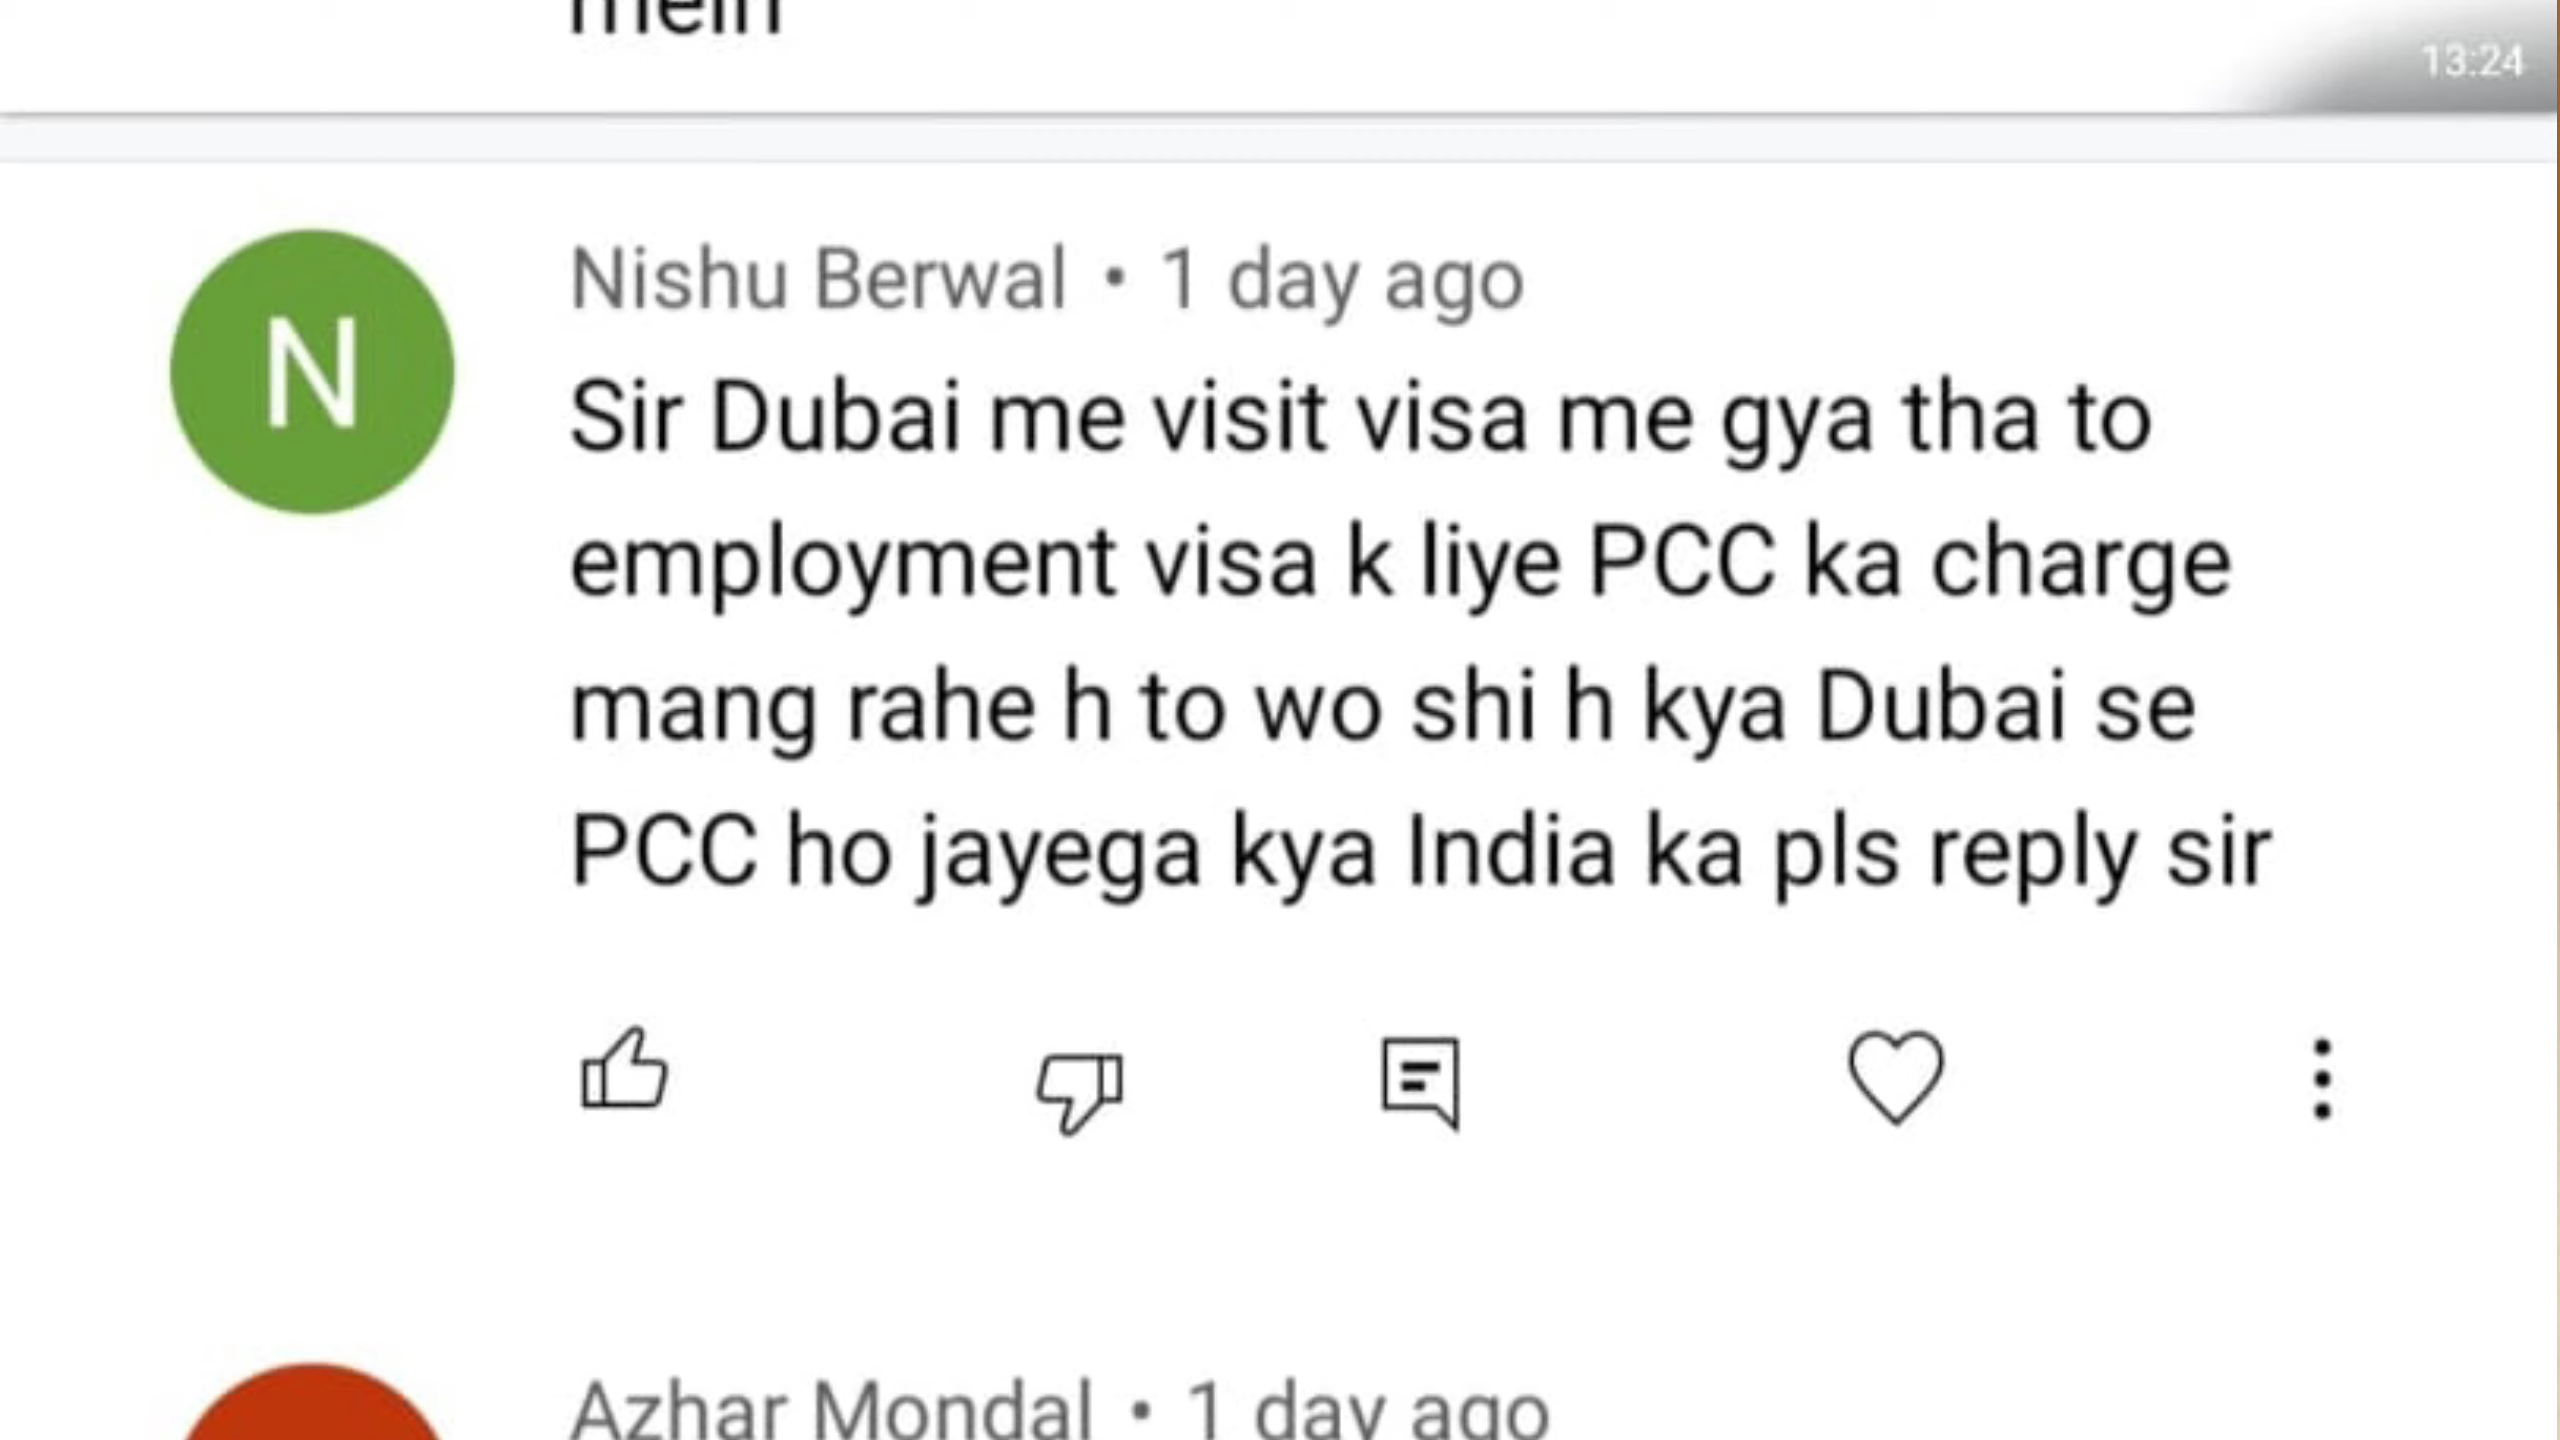 mein
13:24
Nishu Berwal • 1 day ago
N
Sir Dubai me visit visa me gya tha to
employment visa k liye PCC ka charge
mang rahe h to wo shi h kya Dubai se
PCC ho jayega kya India ka pls reply sir
Azhar Mondal • 1 day ago